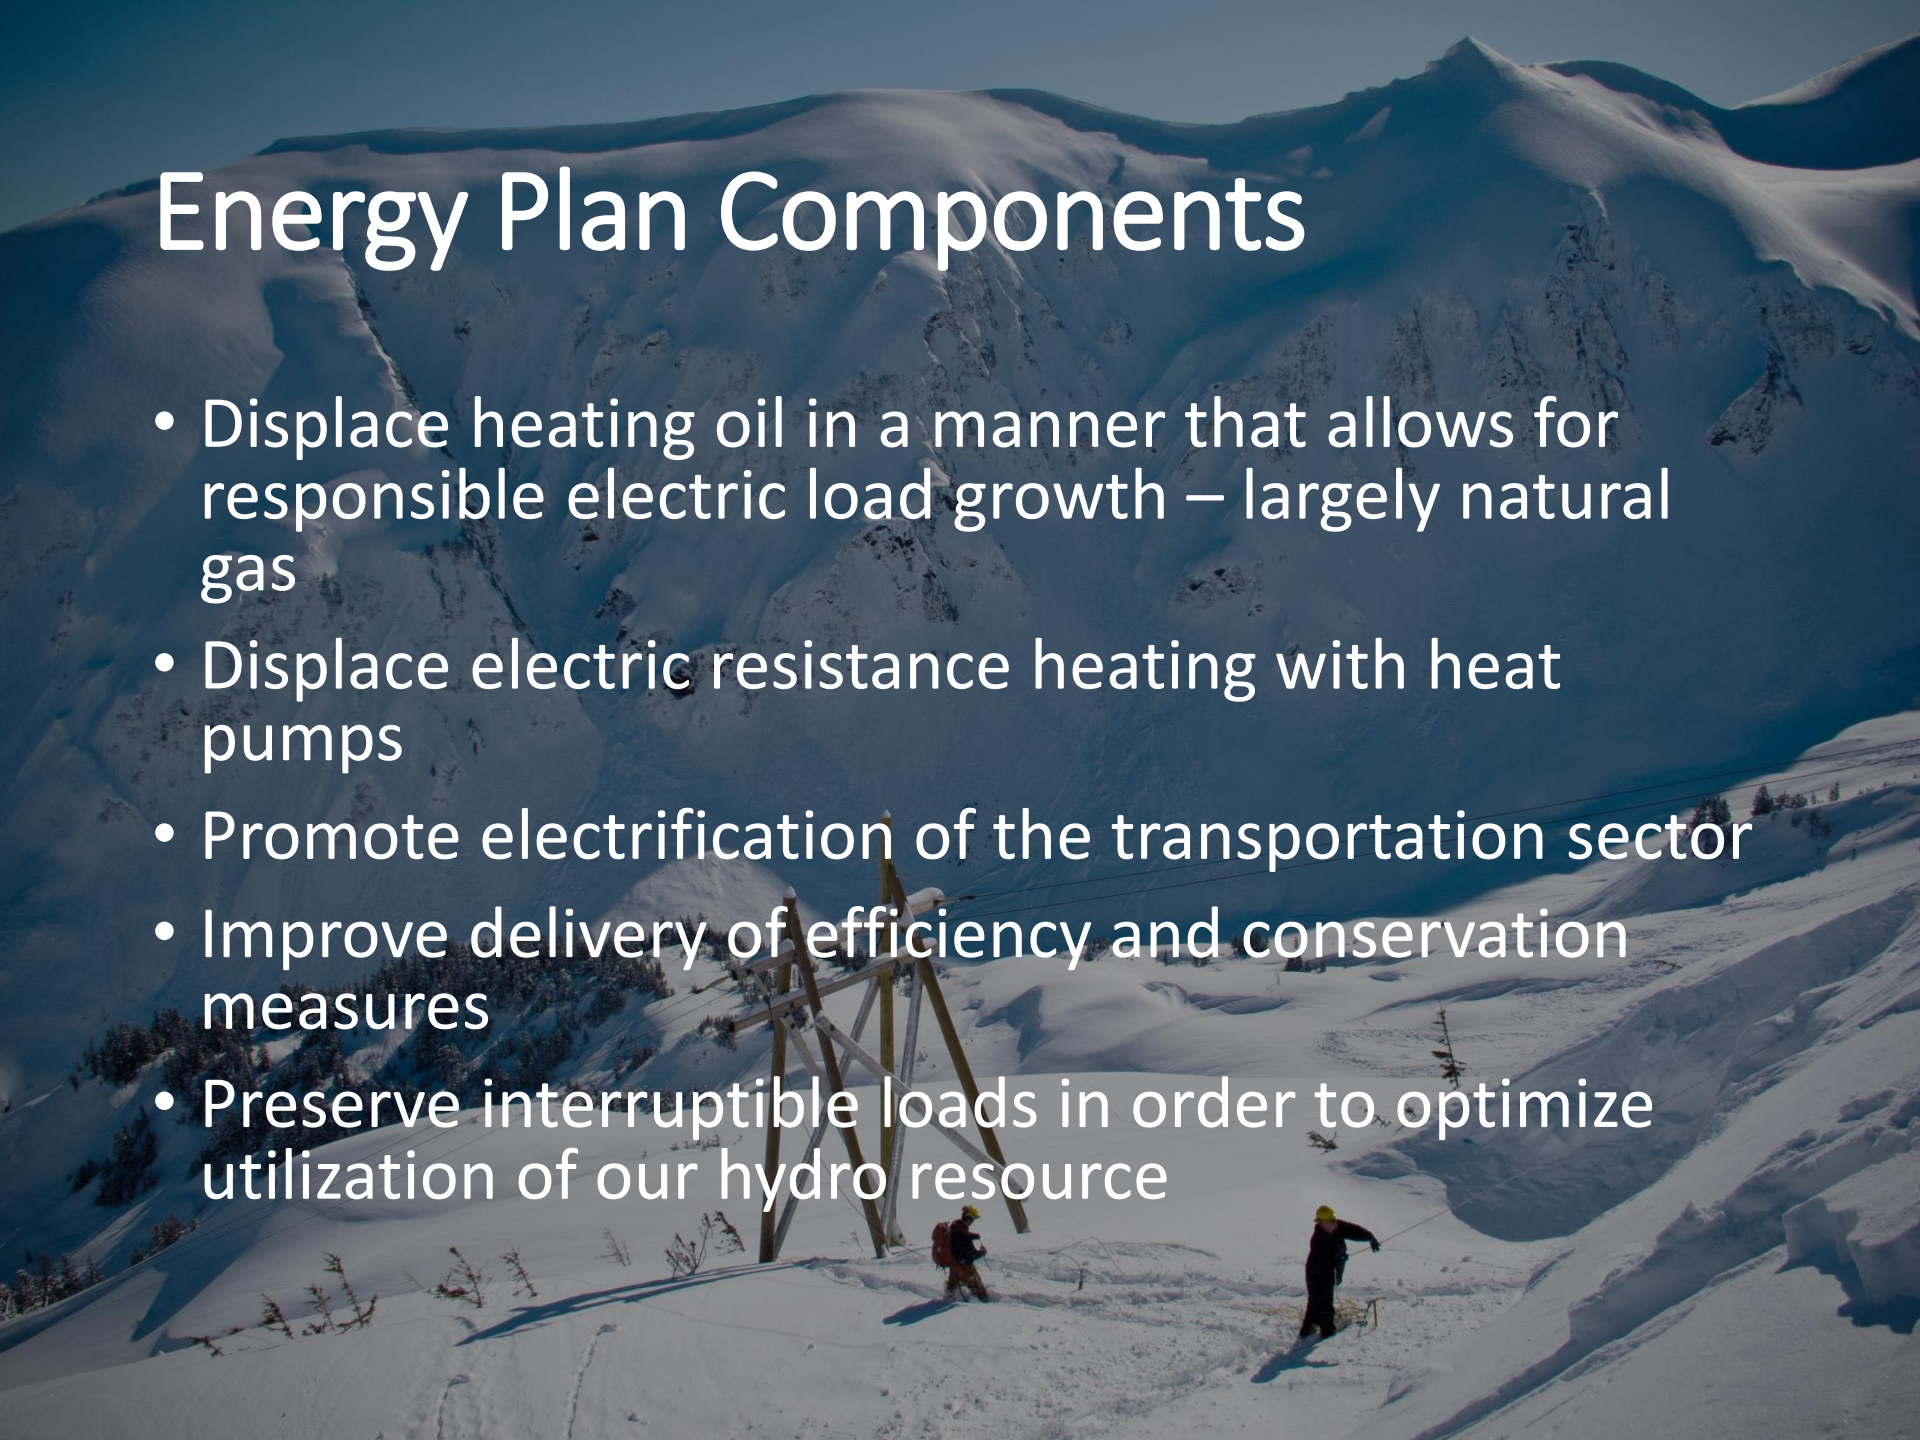 Energy Plan Components
• Displace heating oil in a manner that allows for
responsible electric load growth – largely natural
gas
• Displace electric resistance heating with heat
pumps
• Promote electrification of the transportation sector
• Improve delivery of efficiency and conservation
measures
• Preserve interruptible loads in order to optimize
utilization of our hydro resource